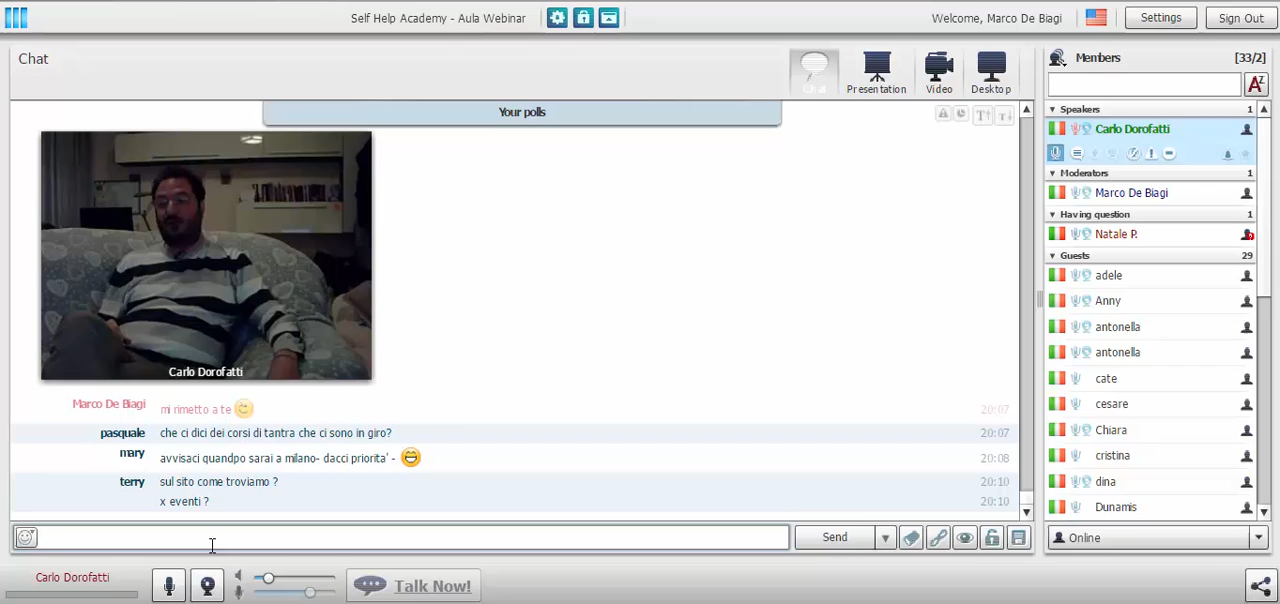 Self Help Academy - Aula Webinar
Welcome, Marco De Biagi
Settings
Sign Out
Chat
Chat
Presentation
Video
Desktop
Members
[33/2]
Your polls
Speakers 1
Carlo Dorofatti
Moderators 1
Marco De Biagi
Having question 1
Natale P.
Guests 29
adele
Anny
antonella
antonella
cate
cesare
Chiara
cristina
dina
Dunamis
Carlo Dorofatti
Marco De Biagi mi rimetto a te 20:07
pasquale che ci dici dei corsi di tantra che ci sono in giro? 20:07
mary avvisaci quandpo sarai a milano- dacci priorita' - 20:08
terry sul sito come troviamo ? 20:10
x eventi ? 20:10
Send
Online
Carlo Dorofatti
Talk Now!